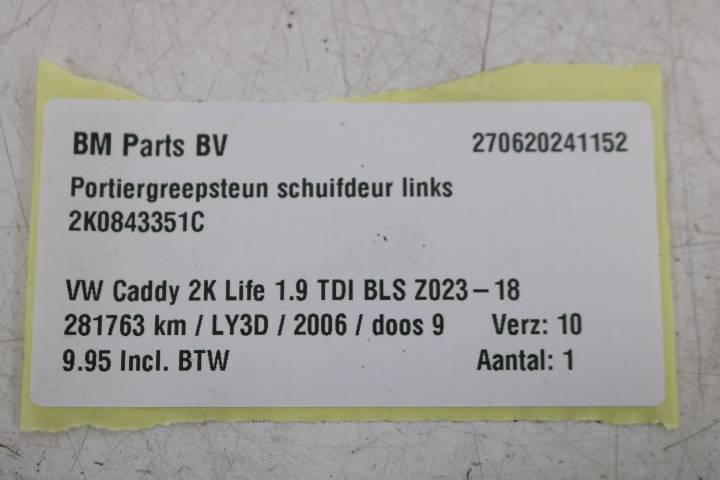 BM Parts BV 270620241152
Portiergreepsteun schuifdeur links
2K0843351C
VW Caddy 2K Life 1.9 TDI BLS Z023-18
281763 km / LY3D / 2006 / doos 9 Verz: 10
9.95 Incl. BTW Aantal: 1